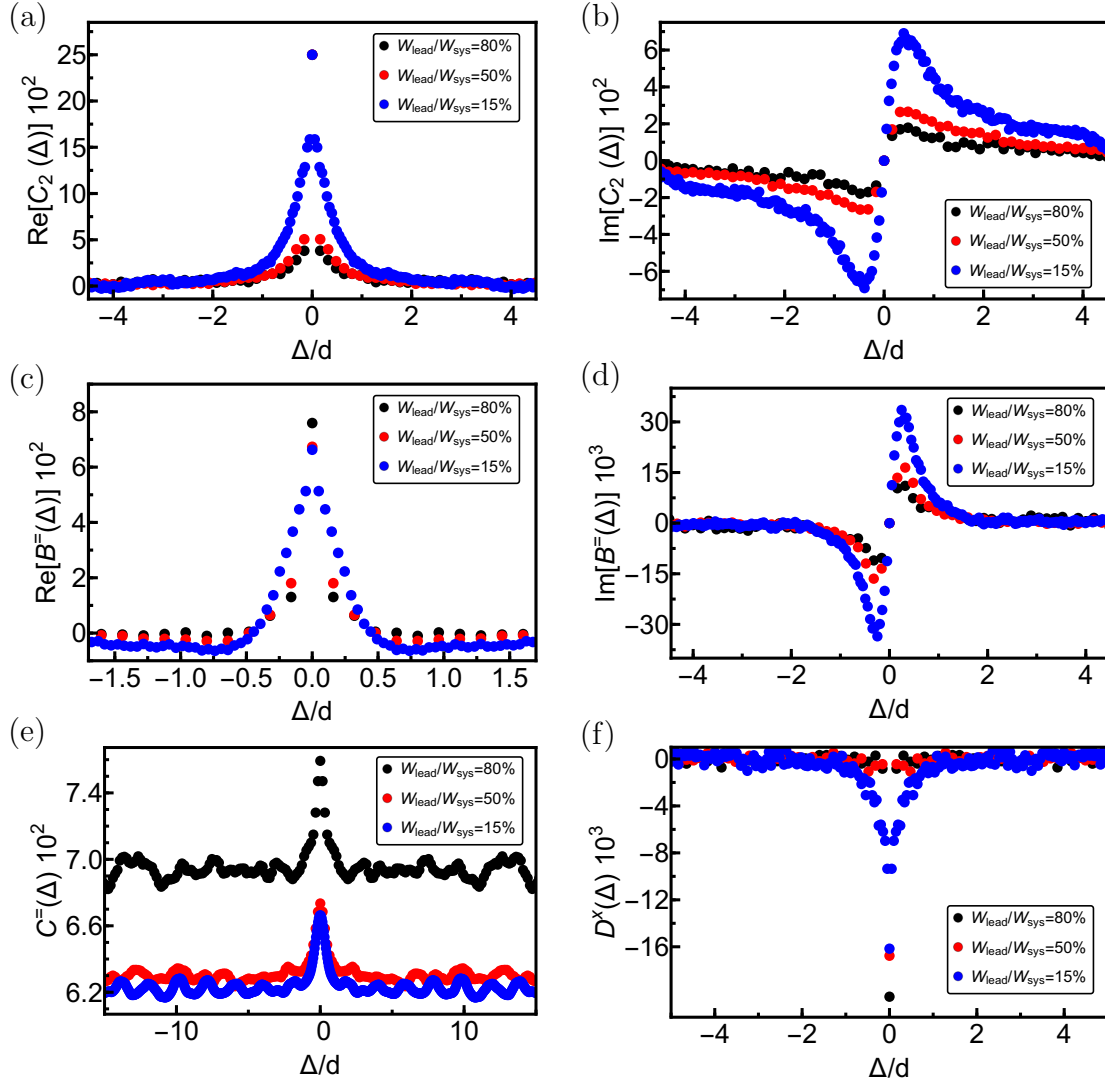 (a)
Re[C₂ (Δ)] 10²
25
20
15
10
5
0
−4 −2 0 2 4
Δ/d
W_lead/W_sys=80%
W_lead/W_sys=50%
W_lead/W_sys=15%
(b)
Im[C₂ (Δ)] 10²
6
4
2
0
−2
−4
−6
−4 −2 0 2 4
Δ/d
W_lead/W_sys=80%
W_lead/W_sys=50%
W_lead/W_sys=15%
(c)
Re[B⁼(Δ)] 10²
8
6
4
2
0
−1.5 −1.0 −0.5 0.0 0.5 1.0 1.5
Δ/d
W_lead/W_sys=80%
W_lead/W_sys=50%
W_lead/W_sys=15%
(d)
Im[B⁼(Δ)] 10³
30
15
0
−15
−30
−4 −2 0 2 4
Δ/d
W_lead/W_sys=80%
W_lead/W_sys=50%
W_lead/W_sys=15%
(e)
C⁼(Δ) 10²
7.4
7.0
6.6
6.2
−10 0 10
Δ/d
W_lead/W_sys=80%
W_lead/W_sys=50%
W_lead/W_sys=15%
(f)
Dˣ(Δ) 10³
0
−4
−8
−12
−16
−4 −2 0 2 4
Δ/d
W_lead/W_sys=80%
W_lead/W_sys=50%
W_lead/W_sys=15%